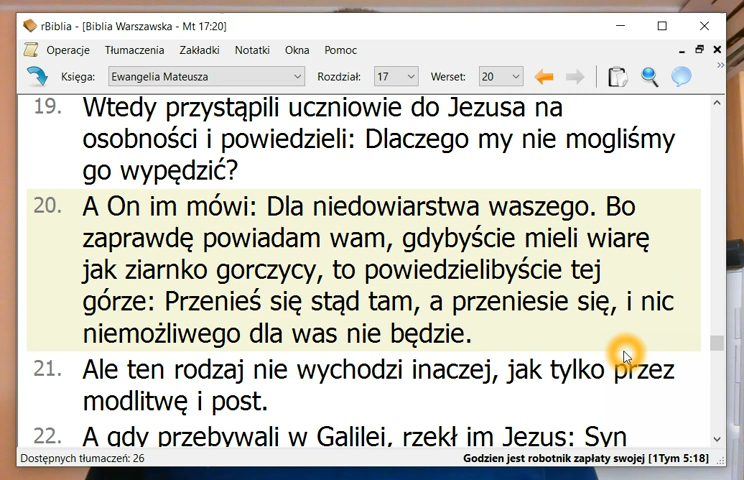 rBiblia - [Biblia Warszawska - Mt 17:20]
Operacje Tłumaczenia Zakładki Notatki Okna Pomoc
Księga: Ewangelia Mateusza Rozdział: 17 Werset: 20
19. Wtedy przystąpili uczniowie do Jezusa na
osobności i powiedzieli: Dlaczego my nie mogliśmy
go wypędzić?
20. A On im mówi: Dla niedowiarstwa waszego. Bo
zaprawdę powiadam wam, gdybyście mieli wiarę
jak ziarnko gorczycy, to powiedzielibyście tej
górze: Przenieś się stąd tam, a przeniesie się, i nic
niemożliwego dla was nie będzie.
21. Ale ten rodzaj nie wychodzi inaczej, jak tylko przez
modlitwę i post.
22. A gdy przebywali w Galilei, rzekł im Jezus: Syn
Dostępnych tłumaczeń: 26 Godzien jest robotnik zapłaty swojej [1Tym 5:18]